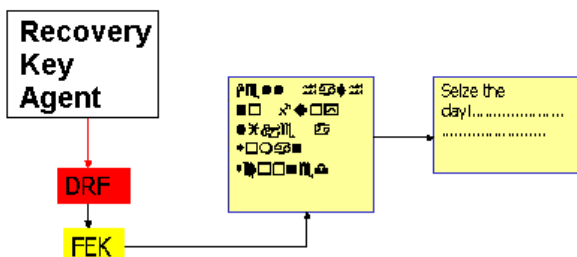 Recovery
Key
Agent
DRF
FEK
Seize the
day!....................
.......................